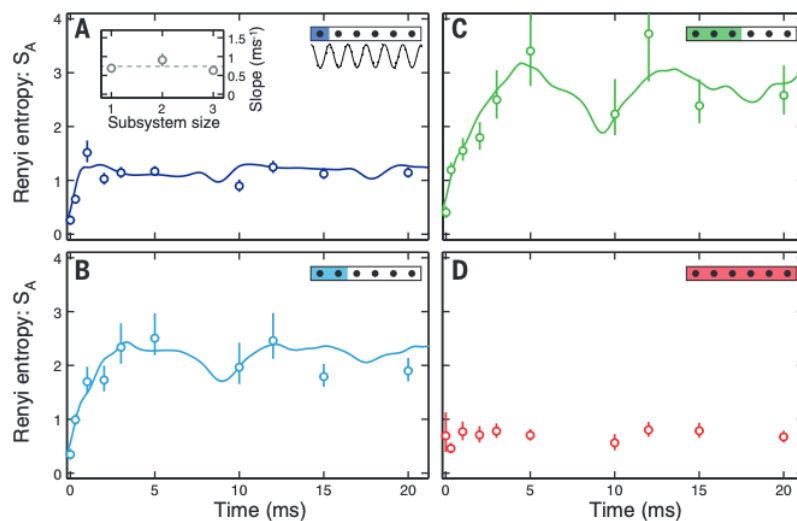 A
1.5
1
0.5
0
Slope (ms⁻¹)
1 2 3
Subsystem size
4
3
2
1
0
Renyi entropy: S_A
C
B
4
3
2
1
0
Renyi entropy: S_A
0 5 10 15 20
Time (ms)
D
0 5 10 15 20
Time (ms)